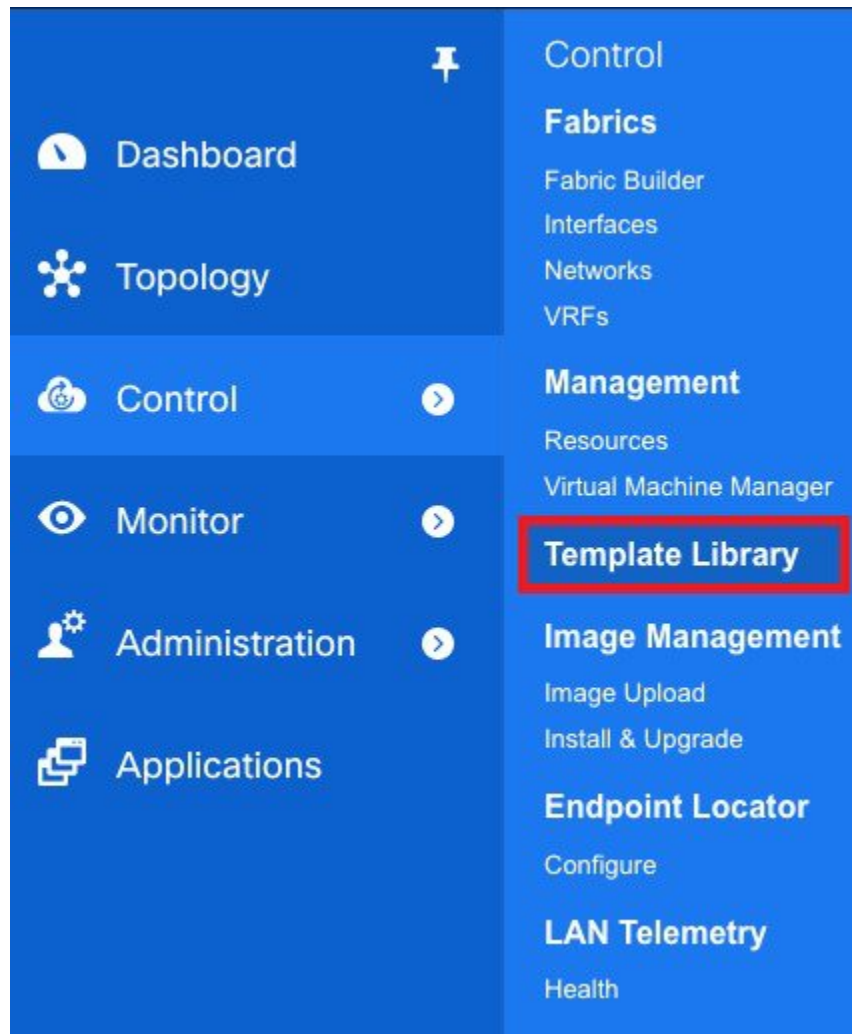 Dashboard
Topology
Control
Monitor
Administration
Applications
Control
Fabrics
Fabric Builder
Interfaces
Networks
VRFs
Management
Resources
Virtual Machine Manager
Template Library
Image Management
Image Upload
Install & Upgrade
Endpoint Locator
Configure
LAN Telemetry
Health